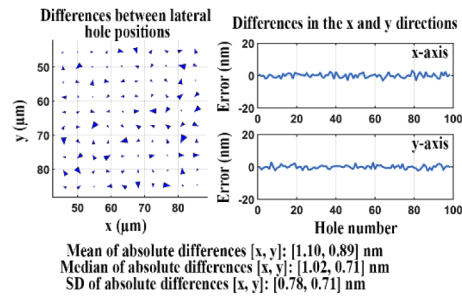 Differences between lateral
hole positions
Differences in the x and y directions
y (µm)
50
60
70
80
50 60 70 80
x (µm)
Error (nm)
20
0
-20
x-axis
0 20 40 60 80 100
Error (nm)
20
0
-20
y-axis
0 20 40 60 80 100
Hole number
Mean of absolute differences [x, y]: [1.10, 0.89] nm
Median of absolute differences [x, y]: [1.02, 0.71] nm
SD of absolute differences [x, y]: [0.78, 0.71] nm